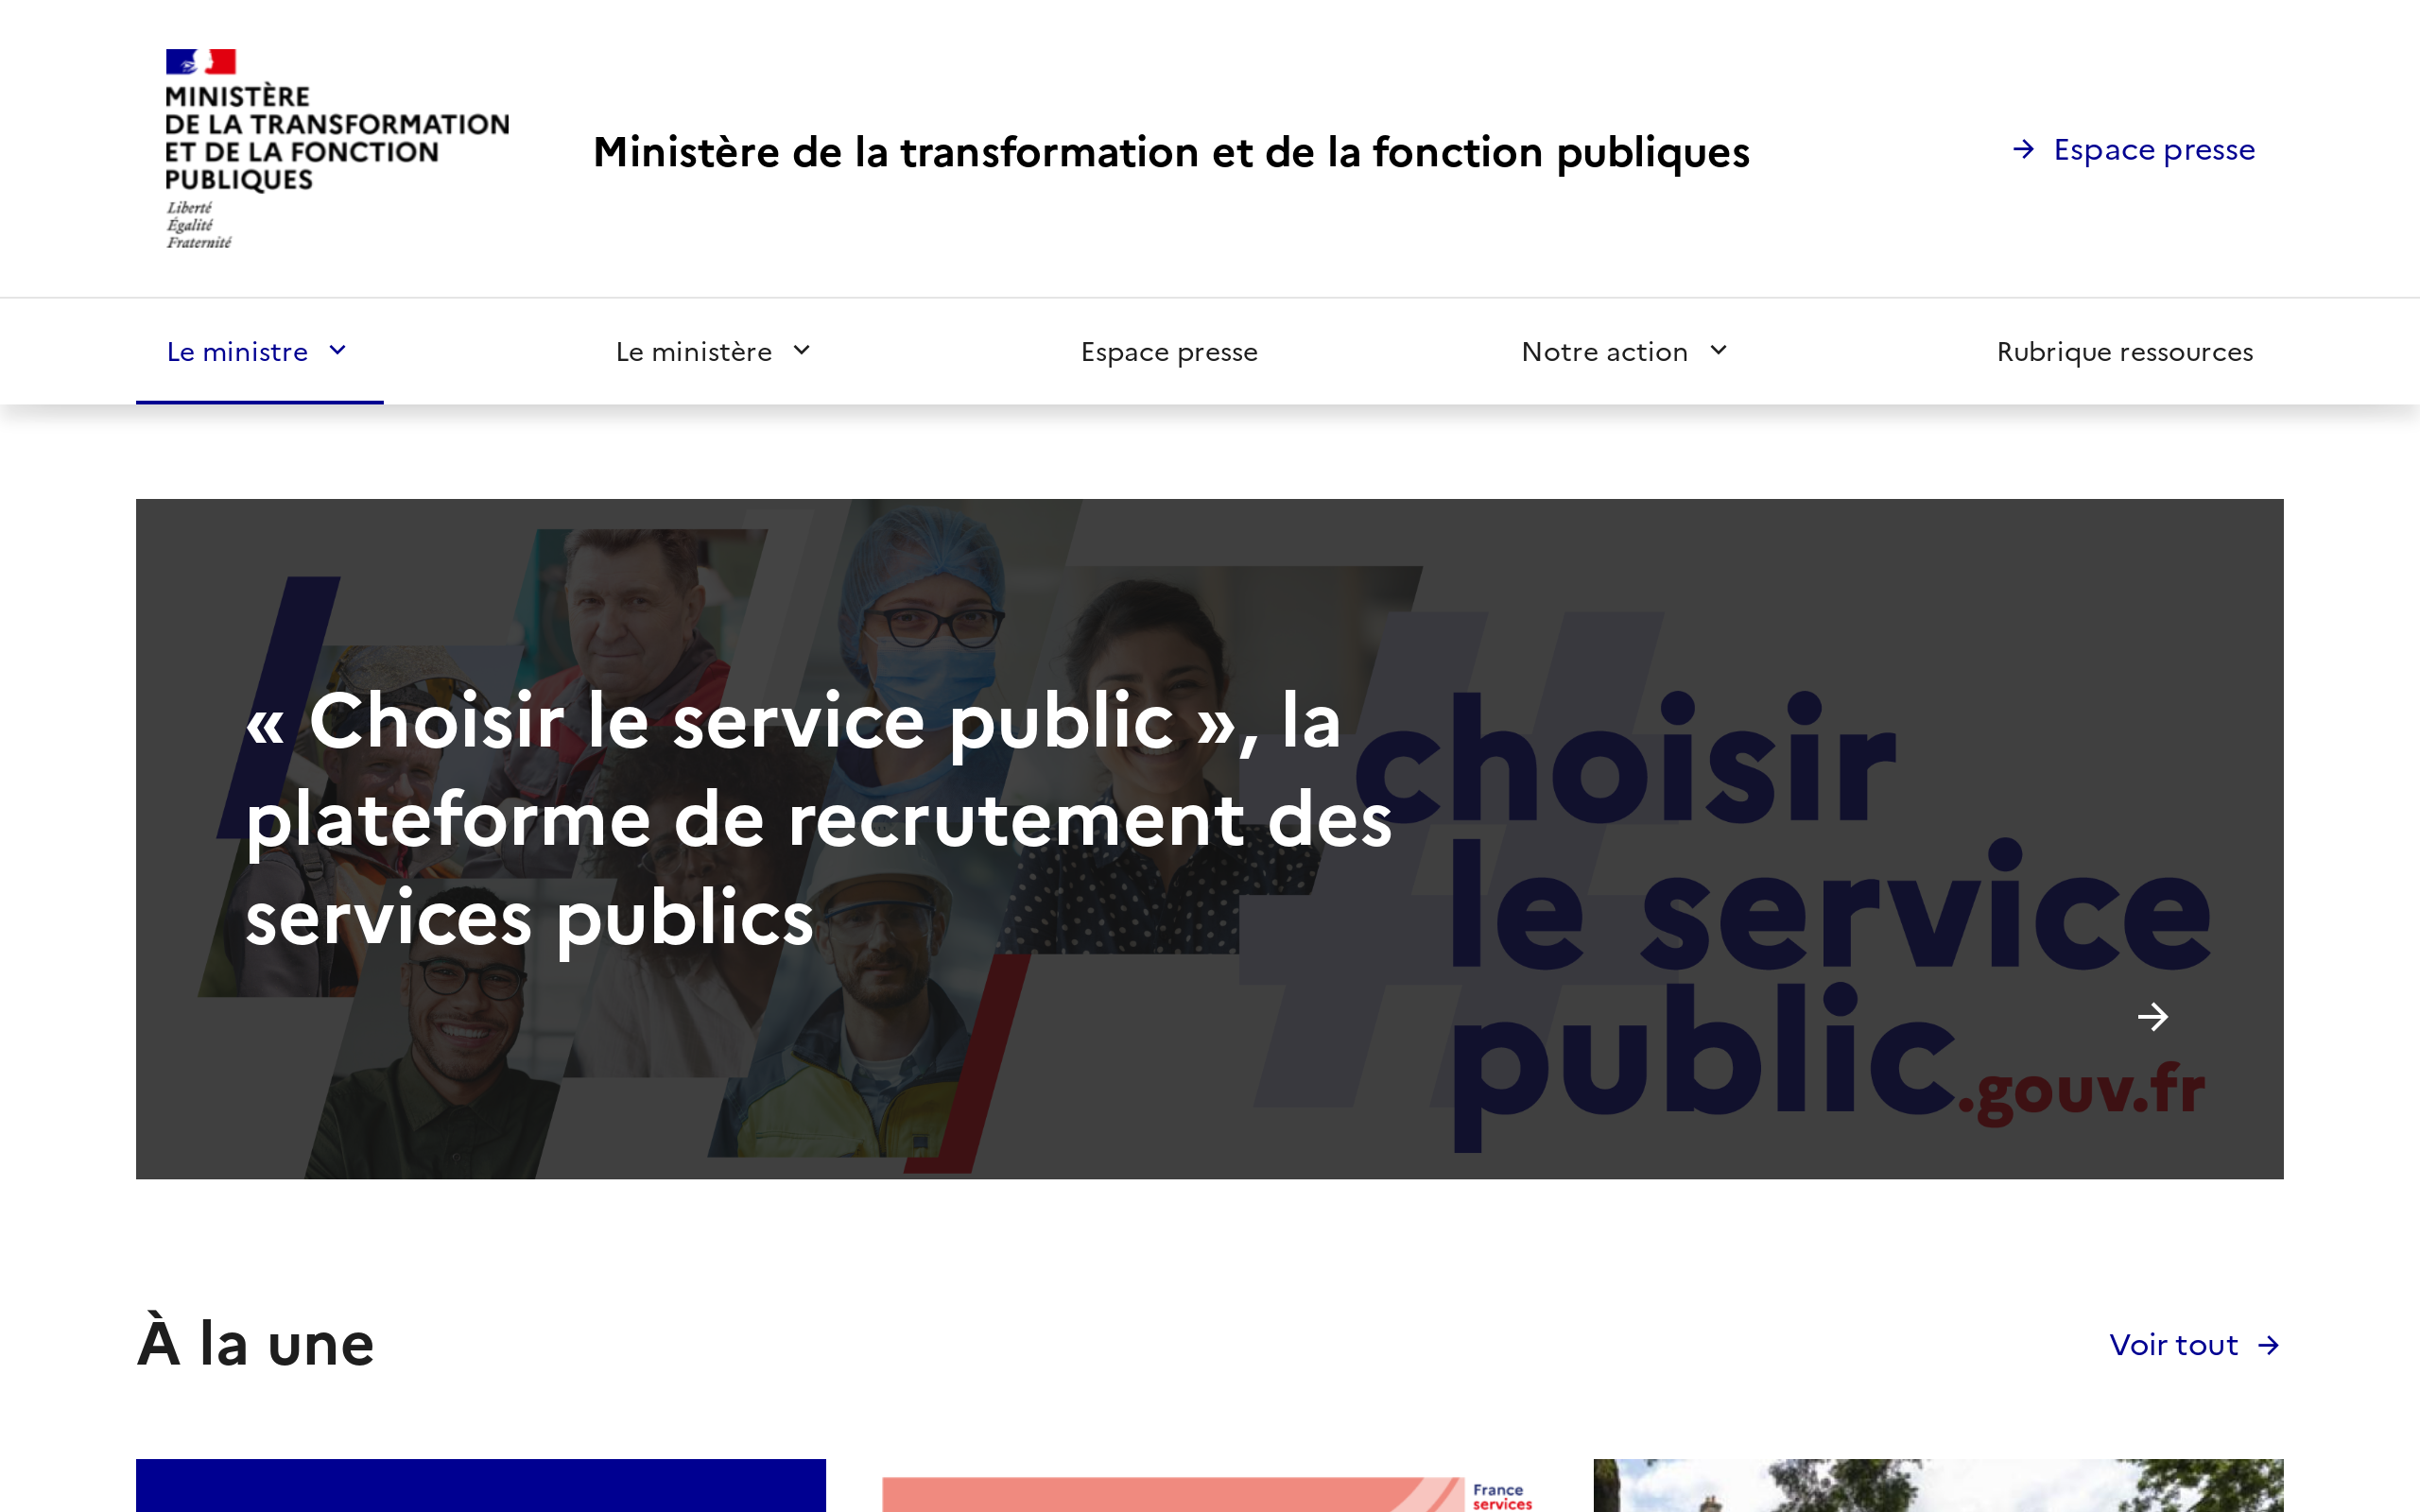 MINISTÈRE
DE LA TRANSFORMATION
ET DE LA FONCTION
PUBLIQUES
Liberté
Égalité
Fraternité
Ministère de la transformation et de la fonction publiques
Espace presse
Le ministre
Le ministère
Espace presse
Notre action
Rubrique ressources
« Choisir le service public », la
plateforme de recrutement des
services publics
choisir
le service
public.gouv.fr
À la une
Voir tout
France
services